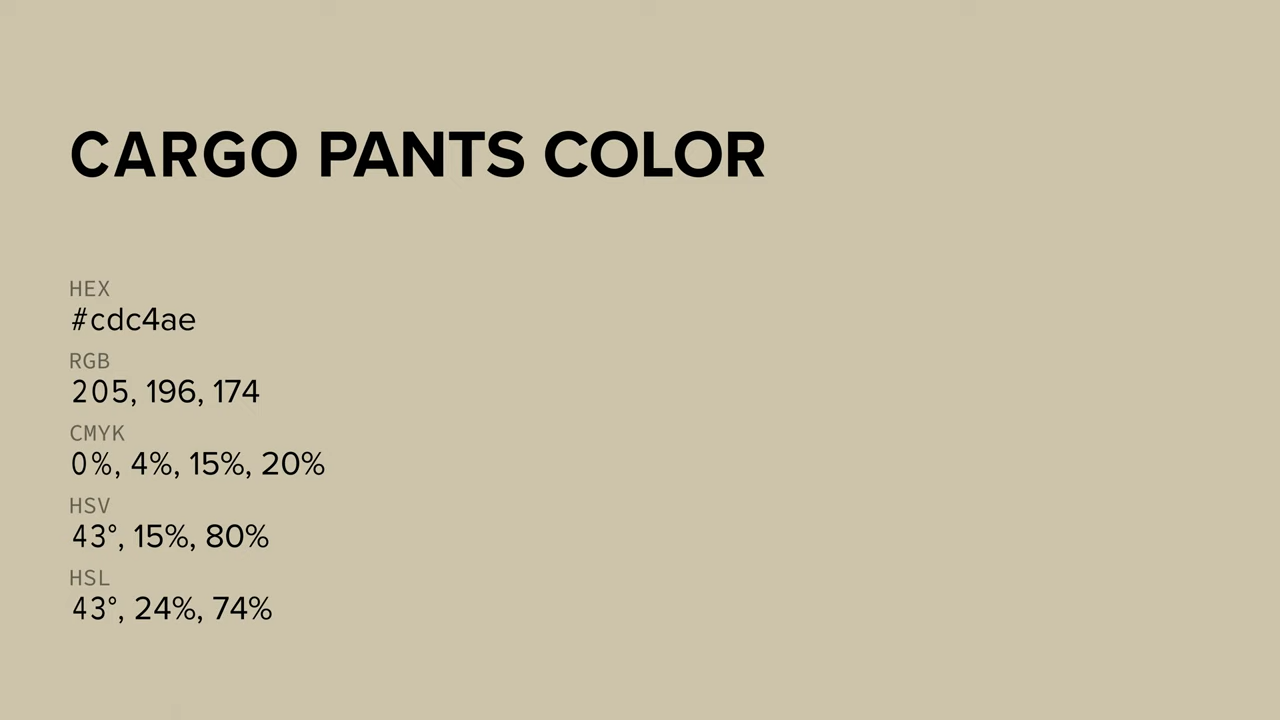 CARGO PANTS COLOR
HEX
#cdc4ae
RGB
205, 196, 174
CMYK
0%, 4%, 15%, 20%
HSV
43°, 15%, 80%
HSL
43°, 24%, 74%